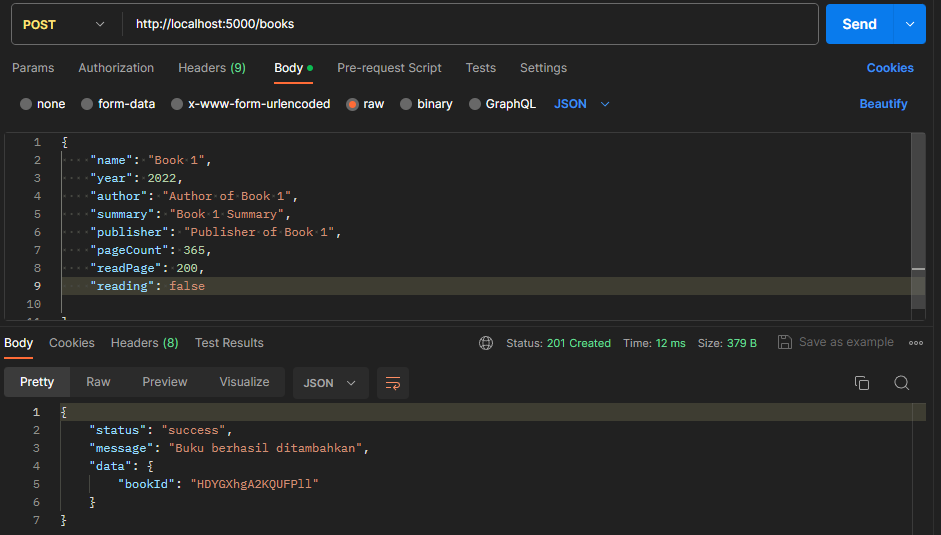 POST http://localhost:5000/books Send
Params Authorization Headers (9) Body Pre-request Script Tests Settings Cookies
none form-data x-www-form-urlencoded raw binary GraphQL JSON Beautify
1 {
2 "name": "Book 1",
3 "year": 2022,
4 "author": "Author of Book 1",
5 "summary": "Book 1 Summary",
6 "publisher": "Publisher of Book 1",
7 "pageCount": 365,
8 "readPage": 200,
9 "reading": false
10
11 }
Body Cookies Headers (8) Test Results Status: 201 Created Time: 12 ms Size: 379 B Save as example
Pretty Raw Preview Visualize JSON
1 {
2 "status": "success",
3 "message": "Buku berhasil ditambahkan",
4 "data": {
5 "bookId": "HDYGXhgA2KQUFPll"
6 }
7 }